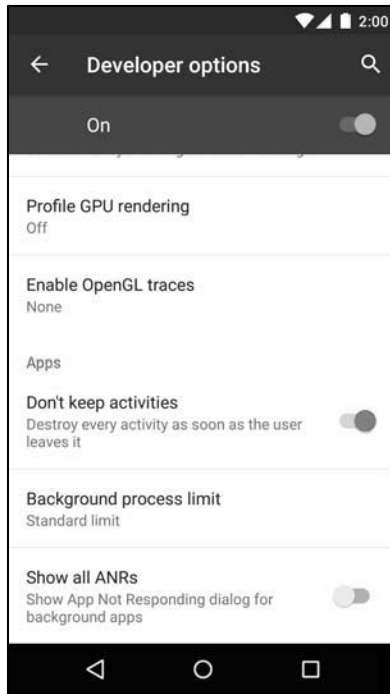 2:00
Developer options
On
Profile GPU rendering
Off
Enable OpenGL traces
None
Apps
Don't keep activities
Destroy every activity as soon as the user
leaves it
Background process limit
Standard limit
Show all ANRs
Show App Not Responding dialog for
background apps